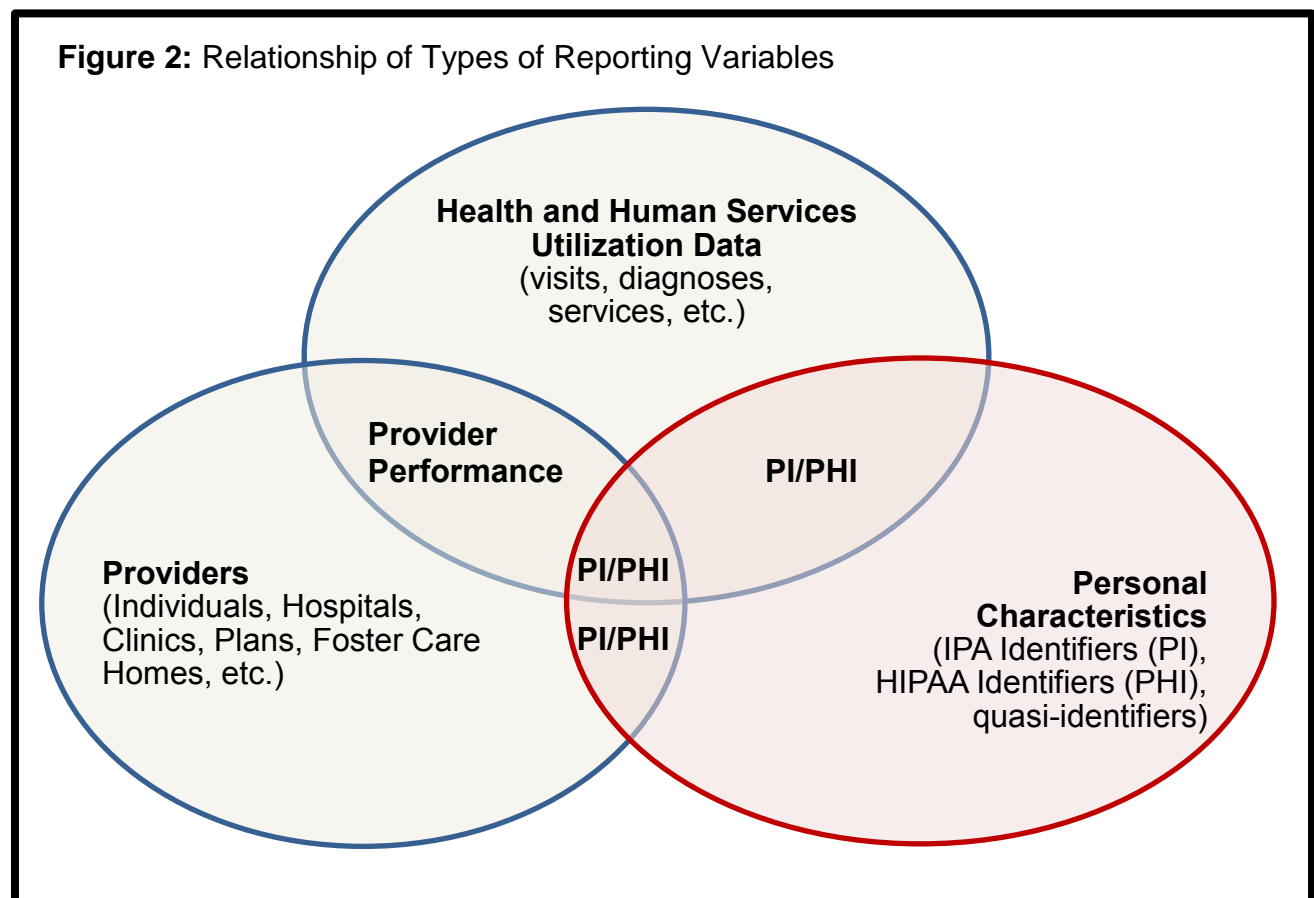 Figure 2: Relationship of Types of Reporting Variables
Health and Human Services
Utilization Data
(visits, diagnoses,
services, etc.)
Provider
Performance
PI/PHI
PI/PHI
PI/PHI
Providers
(Individuals, Hospitals,
Clinics, Plans, Foster Care
Homes, etc.)
Personal
Characteristics
(IPA Identifiers (PI),
HIPAA Identifiers (PHI),
quasi-identifiers)